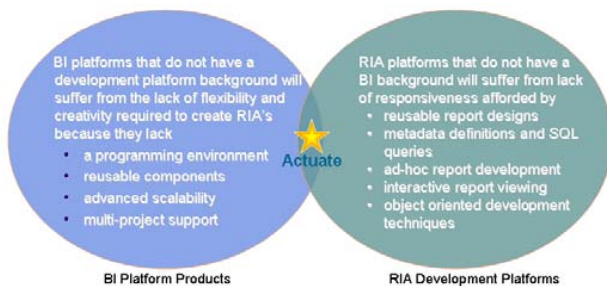 BI platforms that do not have a
development platform background will
suffer from the lack of flexibility and
creativity required to create RIA's
because they lack
• a programming environment
• reusable components
• advanced scalability
• multi-project support
Actuate
RIA platforms that do not have a
BI background will suffer from lack
of responsiveness afforded by
• reusable report designs
• metadata definitions and SQL
queries
• ad-hoc report development
• interactive report viewing
• object oriented development
techniques
BI Platform Products
RIA Development Platforms